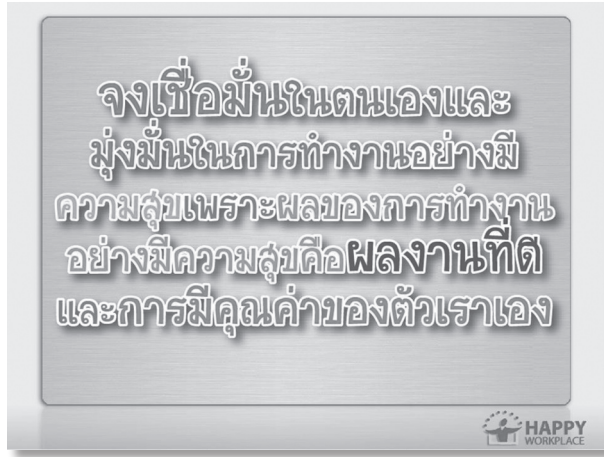 จงเชื่อมั่นในตนเองและ
มุ่งมั่นในการทำงานอย่างมี
ความสุขเพราะผลของการทำงาน
อย่างมีความสุขคือผลงานที่ดี
และการมีคุณค่าของตัวเราเอง
HAPPY
WORKPLACE